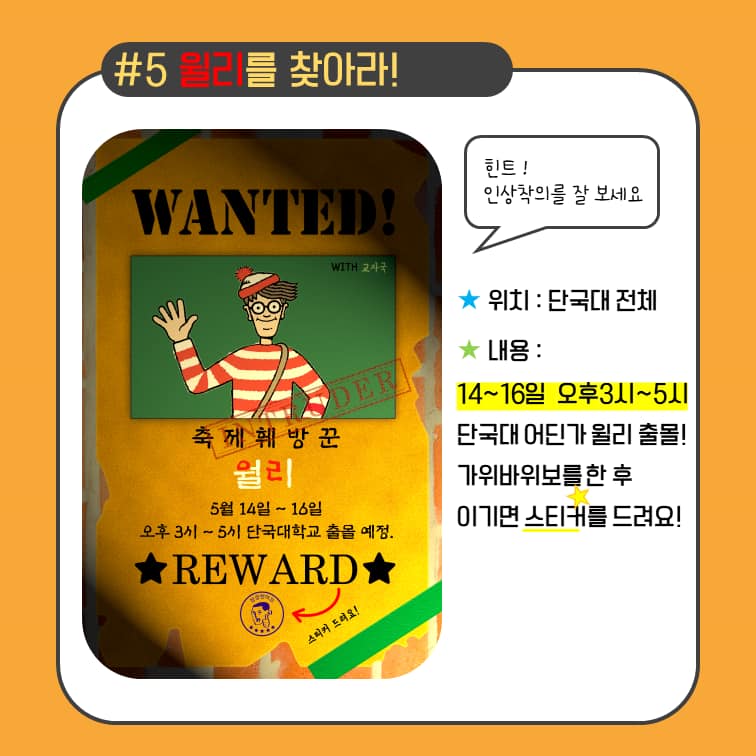 #5 윌리를 찾아라!
WANTED!
WITH 교사국
INTRUDER
축제훼방꾼
윌리
5월 14일 ~ 16일
오후 3시 ~ 5시 단국대학교 출몰 예정.
★REWARD★
스티커 드려요!
힌트 !
인상착의를 잘 보세요
★ 위치 : 단국대 전체
★ 내용 :
14~16일 오후3시~5시
단국대 어딘가 윌리 출몰!
가위바위보를 한 후
이기면 스티커를 드려요!